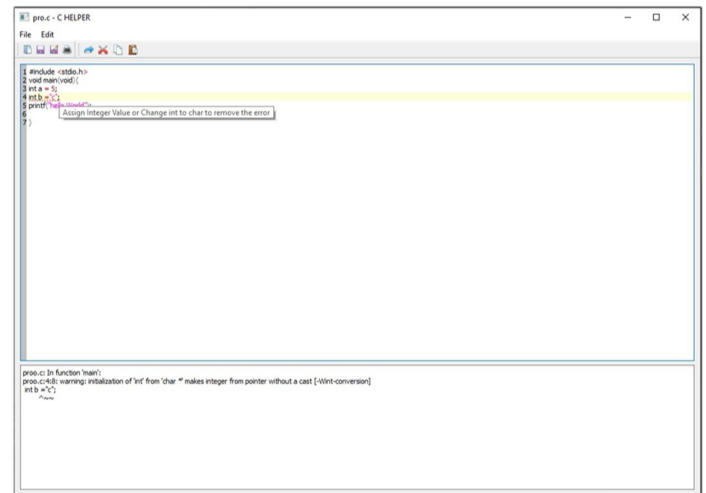 pro.c - C HELPER
File Edit
1 #include <stdio.h>
2 void main(void){
3 int a = 5;
4 int b ="c";
5 printf("hello World");
Assign Integer Value or Change int to char to remove the error
6
7 }
proo.c: In function 'main':
proo.c:4:8: warning: initialization of 'int' from 'char *' makes integer from pointer without a cast [-Wint-conversion]
int b ="c";
^~~